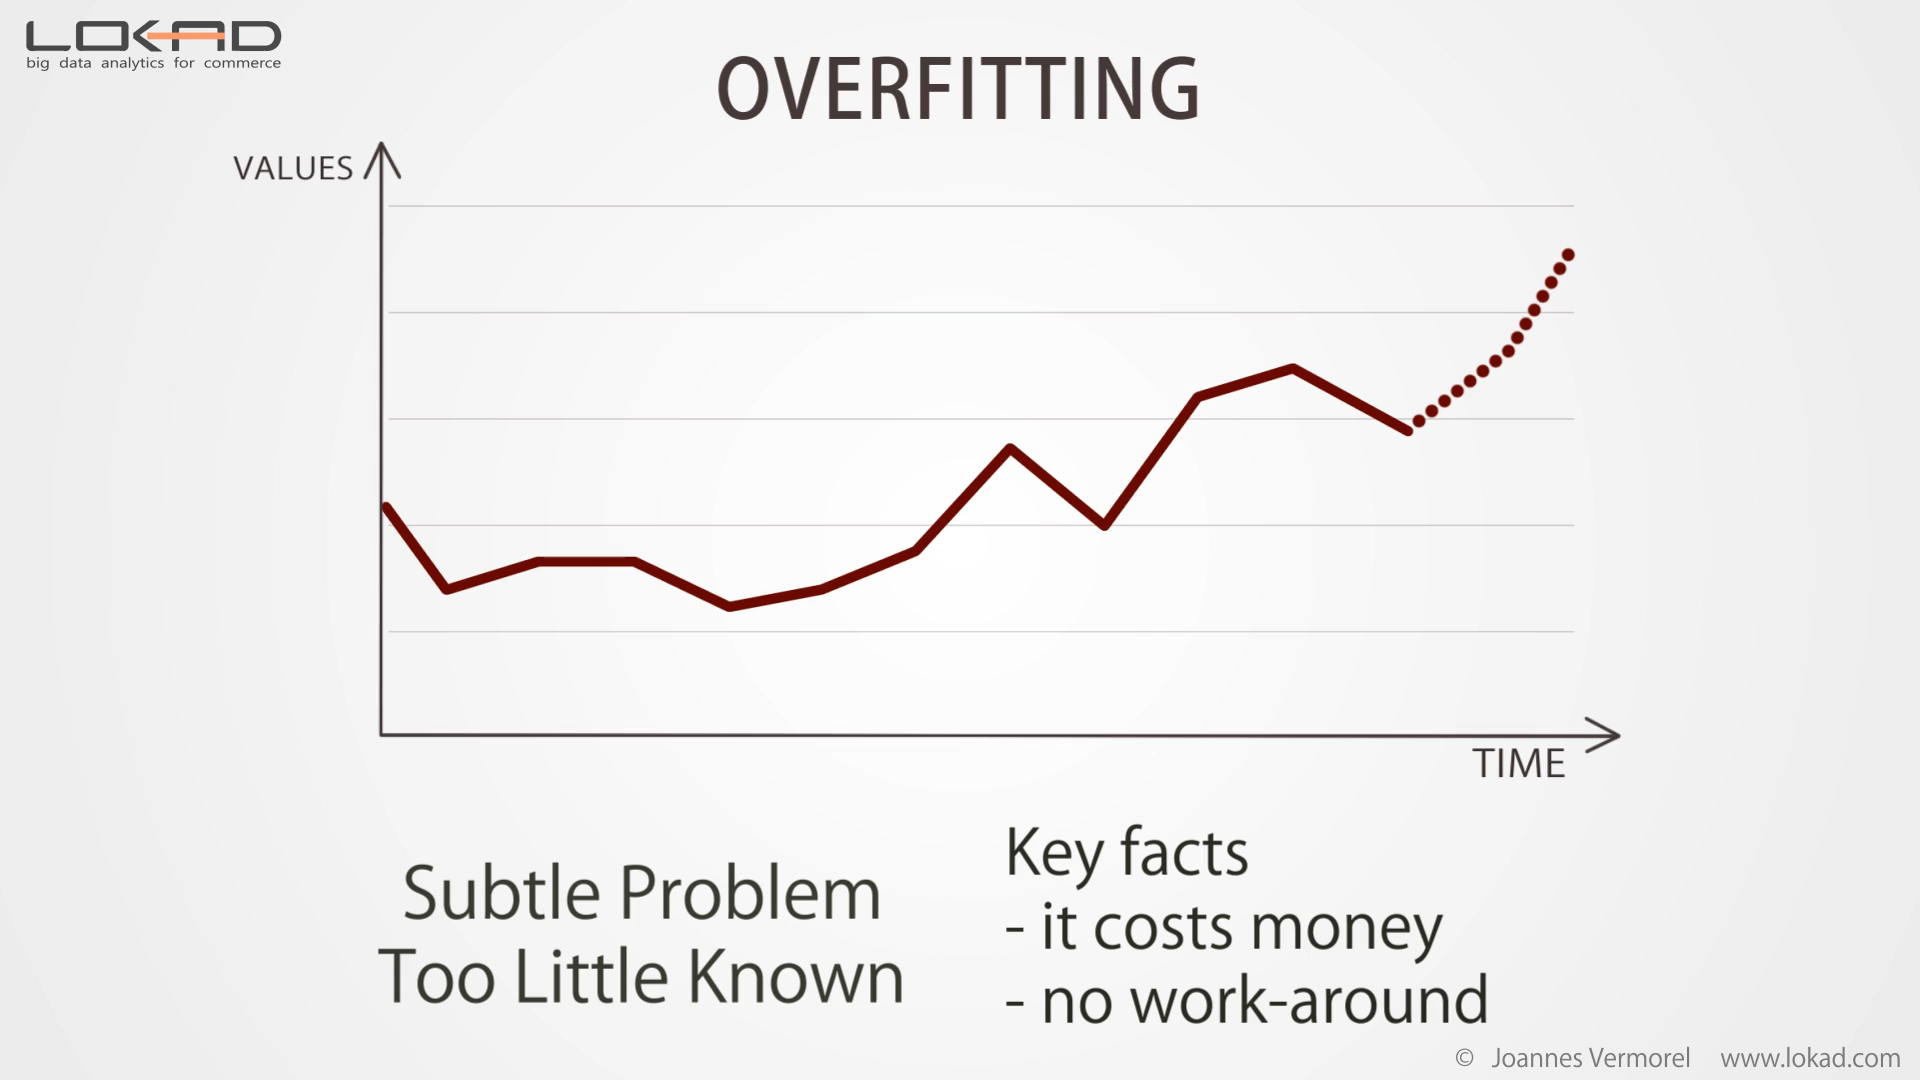 LOKAD
big data analytics for commerce
OVERFITTING
VALUES
TIME
Subtle Problem
Too Little Known
Key facts
- it costs money
- no work-around
© Joannes Vermorel www.lokad.com